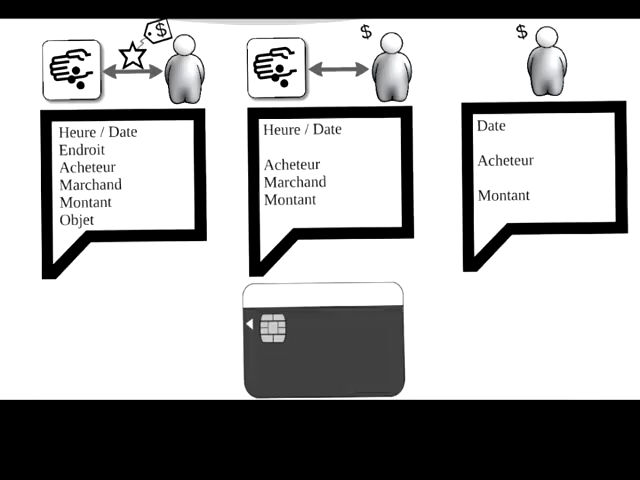 $
$
$
Heure / Date
Endroit
Acheteur
Marchand
Montant
Objet
Heure / Date
Acheteur
Marchand
Montant
Date
Acheteur
Montant